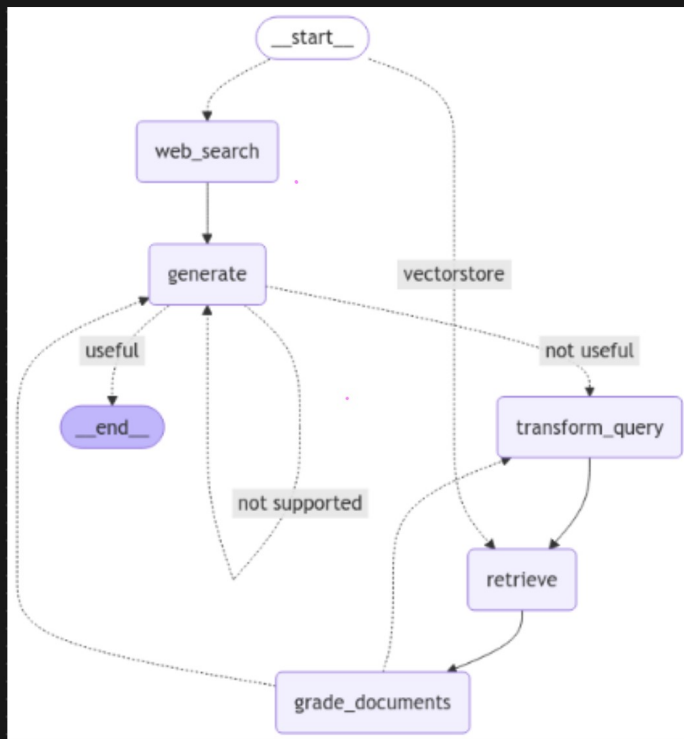 __start__
web_search
generate
vectorstore
useful
not useful
__end__
transform_query
not supported
retrieve
grade_documents